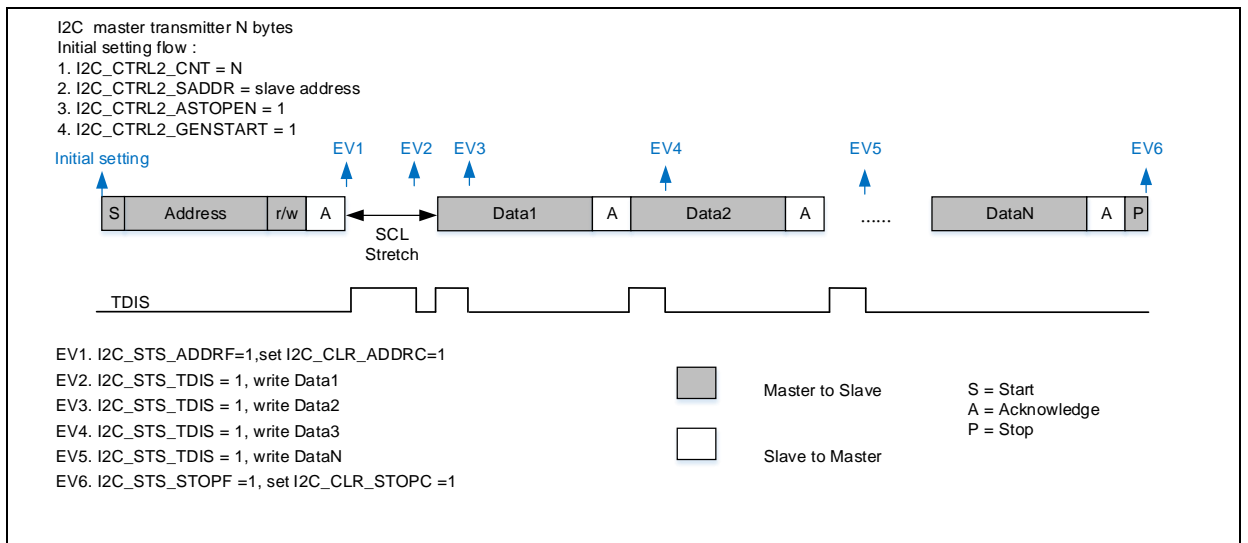 I2C  master transmitter N bytes
Initial setting flow :
1. I2C_CTRL2_CNT = N
2. I2C_CTRL2_SADDR = slave address
3. I2C_CTRL2_ASTOPEN = 1
4. I2C_CTRL2_GENSTART = 1
Initial setting
EV1 EV2 EV3 EV4 EV5 EV6
S Address r/w A Data1 A Data2 A ...... DataN A P
SCL
Stretch
TDIS
EV1. I2C_STS_ADDRF=1,set I2C_CLR_ADDRC=1
EV2. I2C_STS_TDIS = 1, write Data1
EV3. I2C_STS_TDIS = 1, write Data2
EV4. I2C_STS_TDIS = 1, write Data3
EV5. I2C_STS_TDIS = 1, write DataN
EV6. I2C_STS_STOPF =1, set I2C_CLR_STOPC =1
Master to Slave
Slave to Master
S = Start
A = Acknowledge
P = Stop